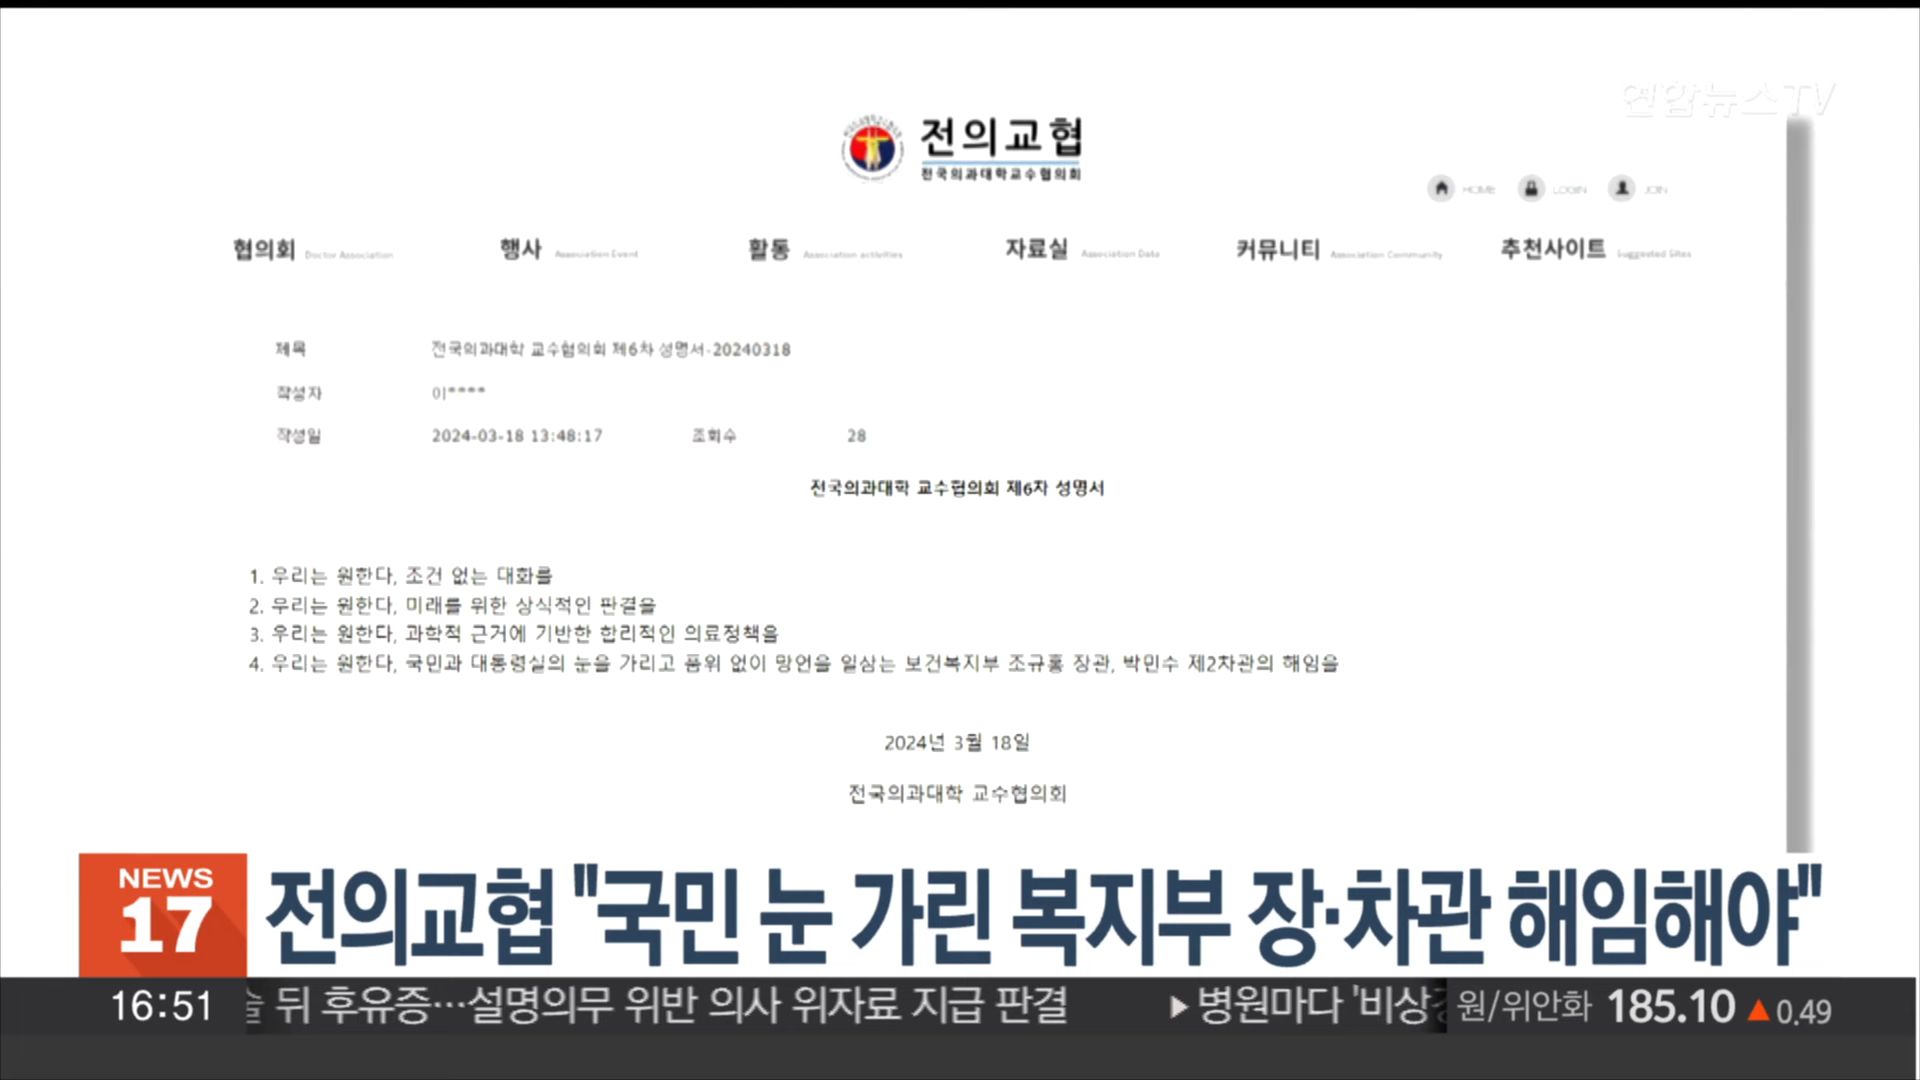 연합뉴스TV
전의교협
전국의과대학교수협의회
HOME LOGIN JOIN
협의회 Doctor Association 행사 Association Event 활동 Association activities 자료실 Association Data 커뮤니티 Association Community 추천사이트 Suggested Sites
제목 전국의과대학 교수협의회 제6차 성명서-20240318
작성자 이****
작성일 2024-03-18 13:48:17 조회수 28
전국의과대학 교수협의회 제6차 성명서
1. 우리는 원한다, 조건 없는 대화를
2. 우리는 원한다, 미래를 위한 상식적인 판결을
3. 우리는 원한다, 과학적 근거에 기반한 합리적인 의료정책을
4. 우리는 원한다, 국민과 대통령실의 눈을 가리고 품위 없이 망언을 일삼는 보건복지부 조규홍 장관, 박민수 제2차관의 해임을
2024년 3월 18일
전국의과대학 교수협의회
NEWS
17
전의교협 "국민 눈 가린 복지부 장·차관 해임해야"
16:51 뒤 후유증…설명의무 위반 의사 위자료 지급 판결 ▶병원마다 '비상 원/위안화 185.10 ▲0.49